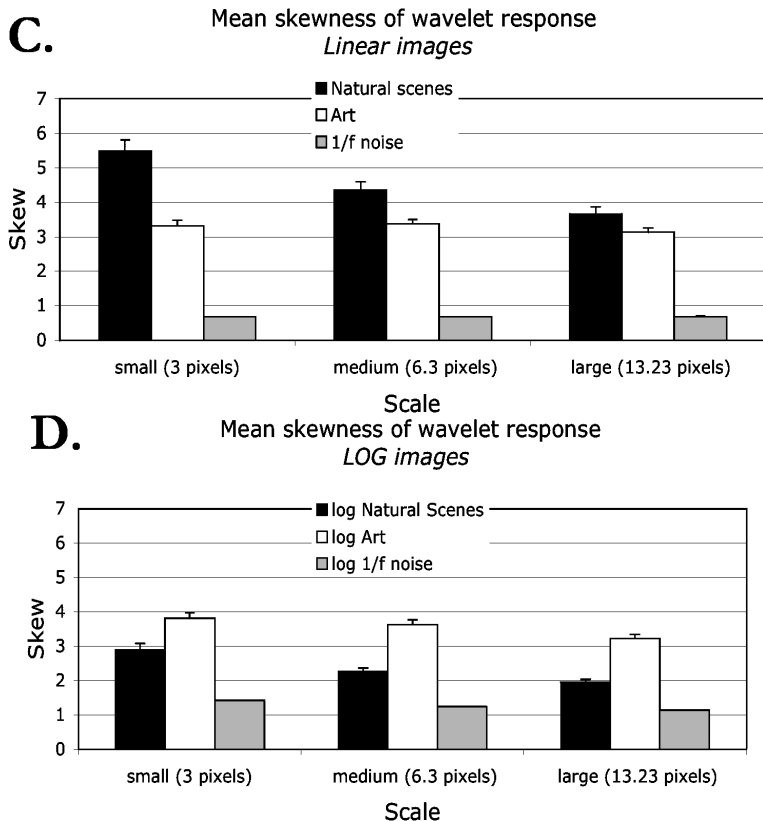 C.
Mean skewness of wavelet response
Linear images
Natural scenes
Art
1/f noise
7
6
5
4
3
2
1
0
Skew
small (3 pixels)
medium (6.3 pixels)
large (13.23 pixels)
Scale
D.
Mean skewness of wavelet response
LOG images
log Natural Scenes
log Art
log 1/f noise
7
6
5
4
3
2
1
0
Skew
small (3 pixels)
medium (6.3 pixels)
large (13.23 pixels)
Scale